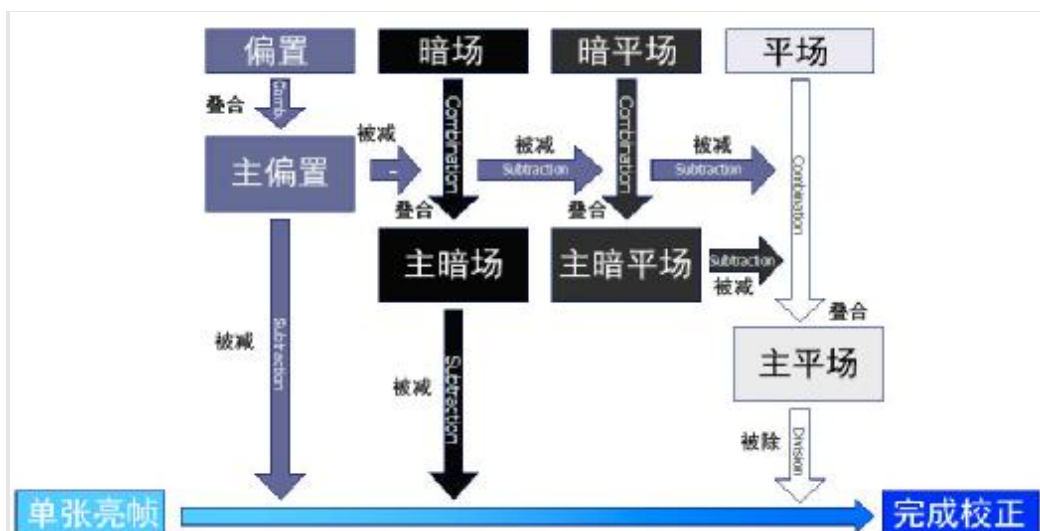 偏置
暗场
暗平场
平场
叠合
Comb
被减
被减
被减
主偏置
-
Combination
Subtraction
Combination
Subtraction
Combination
叠合
叠合
主暗场
主暗平场
Subtraction
被减
叠合
被减
Subtraction
被减
Subtraction
主平场
被除
Division
单张亮帧
完成校正